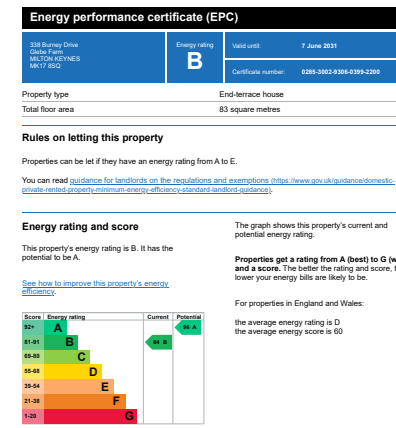 Energy performance certificate (EPC)
338 Burney Drive
Glebe Farm
MILTON KEYNES
MK17 8SQ
Energy rating
B
Valid until:
7 June 2031
Certificate number:
0285-3002-9306-0399-2200
Property type
End-terrace house
Total floor area
83 square metres
Rules on letting this property
Properties can be let if they have an energy rating from A to E.
You can read guidance for landlords on the regulations and exemptions (https://www.gov.uk/guidance/domestic-
private-rented-property-minimum-energy-efficiency-standard-landlord-guidance).
Energy rating and score
This property's energy rating is B. It has the
potential to be A.
See how to improve this property's energy
efficiency.
The graph shows this property's current and
potential energy rating.
Properties get a rating from A (best) to G (w
and a score. The better the rating and score, t
lower your energy bills are likely to be.
For properties in England and Wales:
the average energy rating is D
the average energy score is 60
Score Energy rating Current Potential
92+ A 96 A
81-91 B 84 B
69-80 C
55-68 D
39-54 E
21-38 F
1-20 G